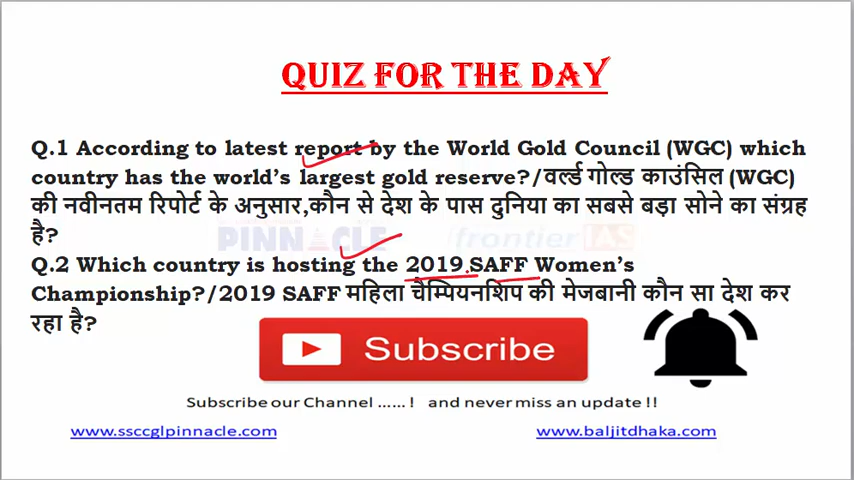 QUIZ FOR THE DAY
Q.1 According to latest report by the World Gold Council (WGC) which
country has the world's largest gold reserve?/वर्ल्ड गोल्ड काउंसिल (WGC)
की नवीनतम रिपोर्ट के अनुसार,कौन से देश के पास दुनिया का सबसे बड़ा सोने का संग्रह
है?
PINNACLE frontier IAS
Q.2 Which country is hosting the 2019 SAFF Women's
Championship?/2019 SAFF महिला चैम्पियनशिप की मेजबानी कौन सा देश कर
रहा है?
Subscribe
Subscribe our Channel ...... ! and never miss an update !!
www.ssccglpinnacle.com www.baljitdhaka.com